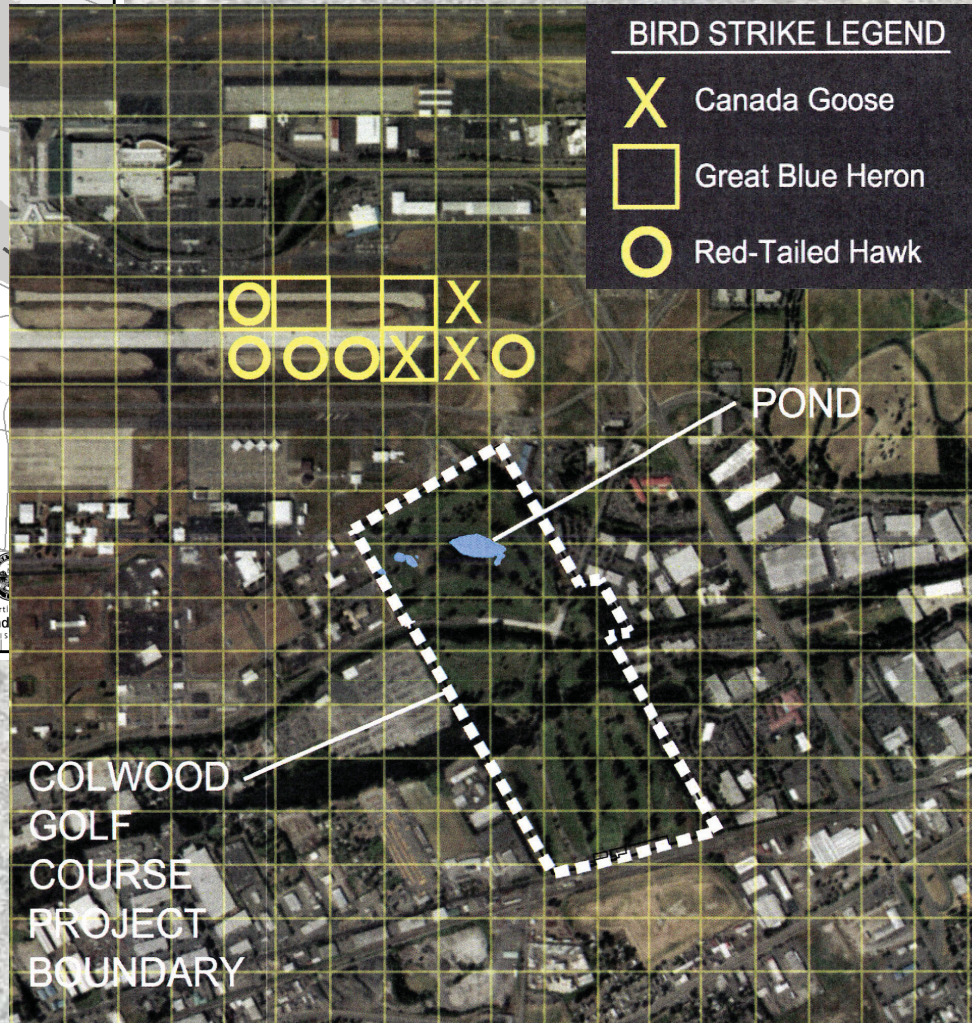 BIRD STRIKE LEGEND
X Canada Goose
Great Blue Heron
Red-Tailed Hawk
X
X X
POND
COLWOOD
GOLF
COURSE
PROJECT
BOUNDARY